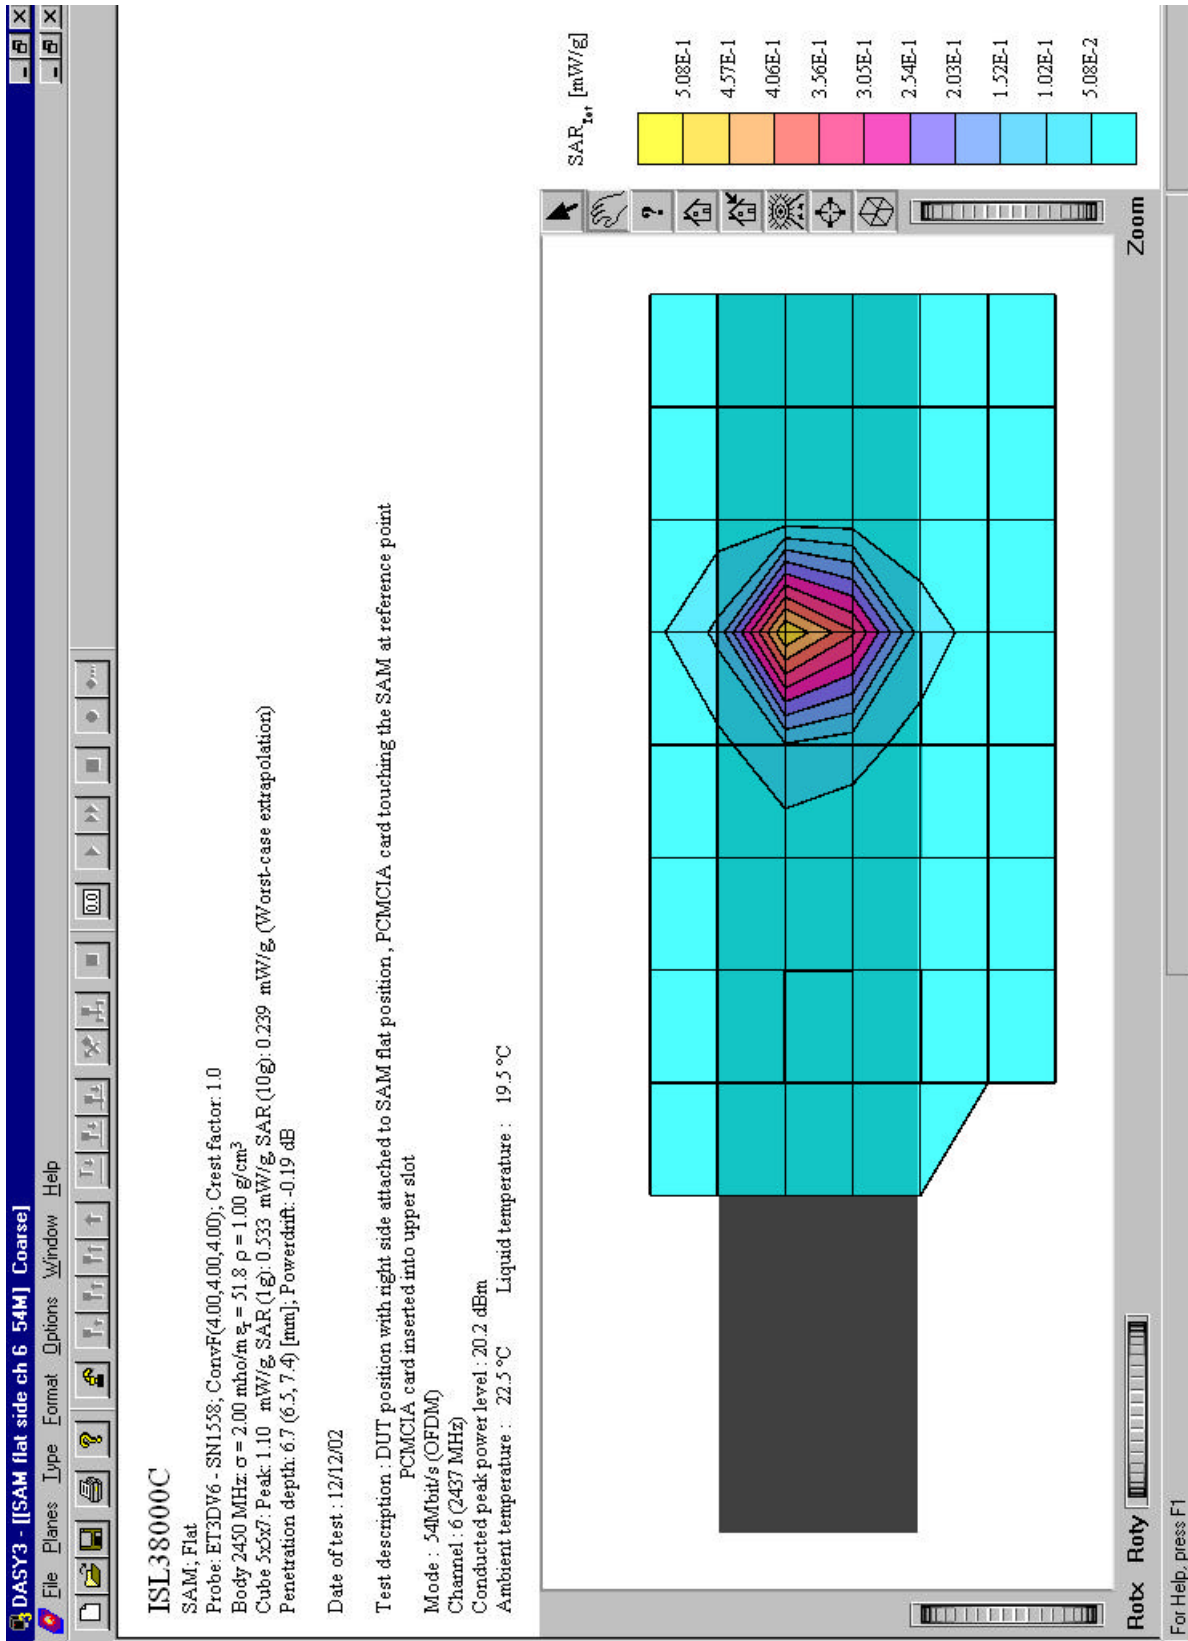 DASY3 - [[SAM flat side ch 6 54M] Coarse]
File Planes Type Format Options Window Help
0.0
ISL38000C
SAM; Flat
Probe: ET3DV6 - SN1558; ConvF(4.00,4.00,4.00); Crest factor: 1.0
Body 2450 MHz: σ = 2.00 mho/m εr = 51.8 ρ = 1.00 g/cm³
Cube 5x5x7: Peak: 1.10 mW/g, SAR (1g): 0.533 mW/g, SAR (10g): 0.239 mW/g, (Worst-case extrapolation)
Penetration depth: 6.7 (6.5, 7.4) [mm]; Powerdrift: -0.19 dB
Date of test : 12/12/02
Test description : DUT position with right side attached to SAM flat position , PCMCIA card touching the SAM at reference point
PCMCIA card inserted into upper slot
Mode : 54Mbit/s (OFDM)
Channel : 6 (2437 MHz)
Conducted peak power level : 20.2 dBm
Ambient temperature : 22.5 °C Liquid temperature : 19.5 °C
SARTot [mW/g]
5.08E-1
4.57E-1
4.06E-1
3.56E-1
3.05E-1
2.54E-1
2.03E-1
1.52E-1
1.02E-1
5.08E-2
Rotx Roty Zoom
For Help, press F1